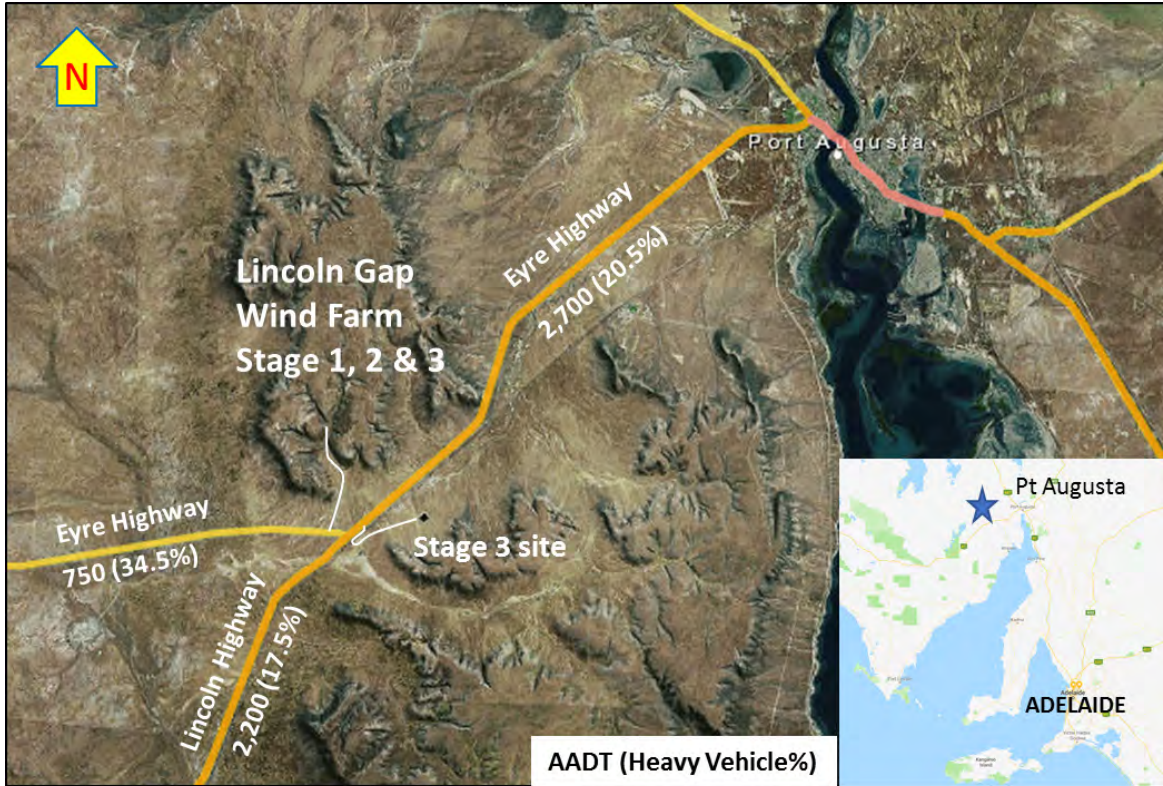 N
Port Augusta
Eyre Highway
2,700 (20.5%)
Lincoln Gap
Wind Farm
Stage 1, 2 & 3
Eyre Highway
750 (34.5%)
Stage 3 site
Lincoln Highway
2,200 (17.5%)
AADT (Heavy Vehicle%)
Pt Augusta
Adelaide
ADELAIDE